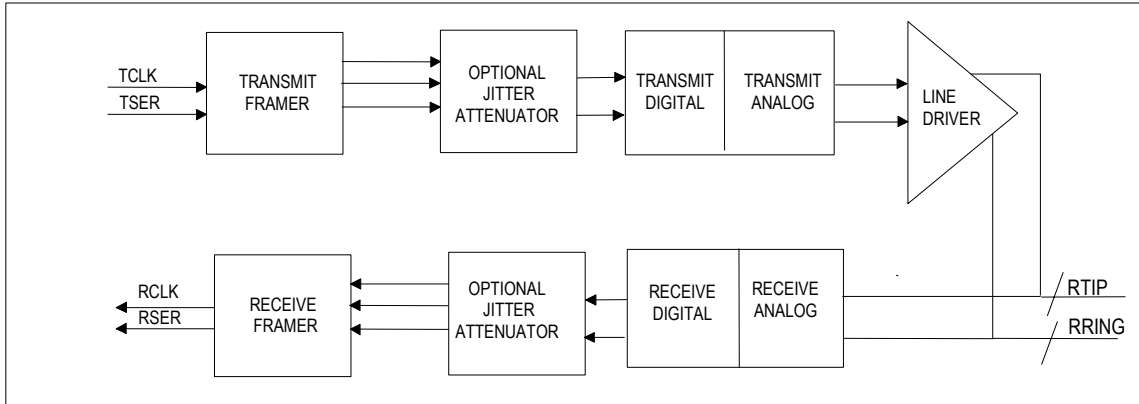 TCLK
TSER
TRANSMIT
FRAMER
OPTIONAL
JITTER
ATTENUATOR
TRANSMIT
DIGITAL
TRANSMIT
ANALOG
LINE
DRIVER
RCLK
RSER
RECEIVE
FRAMER
OPTIONAL
JITTER
ATTENUATOR
RECEIVE
DIGITAL
RECEIVE
ANALOG
RTIP
RRING